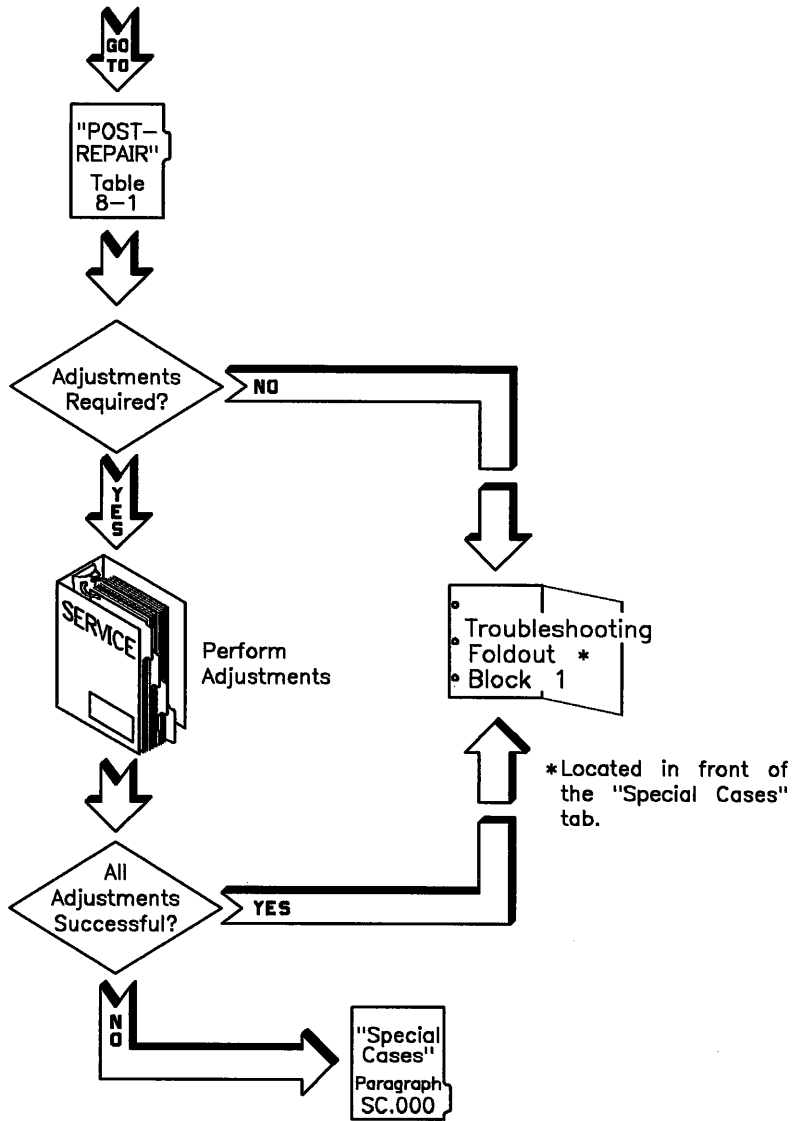 GO
TO
"POST-
REPAIR"
Table
8-1
Adjustments
Required?
NO
YES
SERVICE
Perform
Adjustments
Troubleshooting
Foldout *
Block 1
*Located in front of
the "Special Cases"
tab.
All
Adjustments
Successful?
YES
NO
"Special
Cases"
Paragraph
SC.000